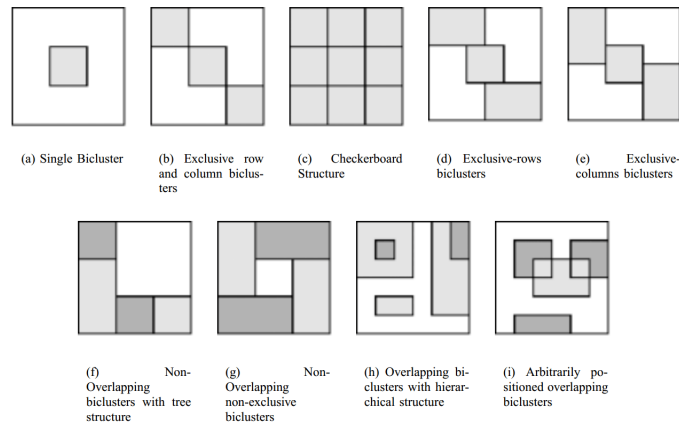 (a) Single Bicluster
(b) Exclusive row
and column biclus-
ters
(c) Checkerboard
Structure
(d) Exclusive-rows
biclusters
(e) Exclusive-
columns biclusters
(f) Non-
Overlapping
biclusters with tree
structure
(g) Non-
Overlapping
non-exclusive
biclusters
(h) Overlapping bi-
clusters with hierar-
chical structure
(i) Arbitrarily po-
sitioned overlapping
biclusters